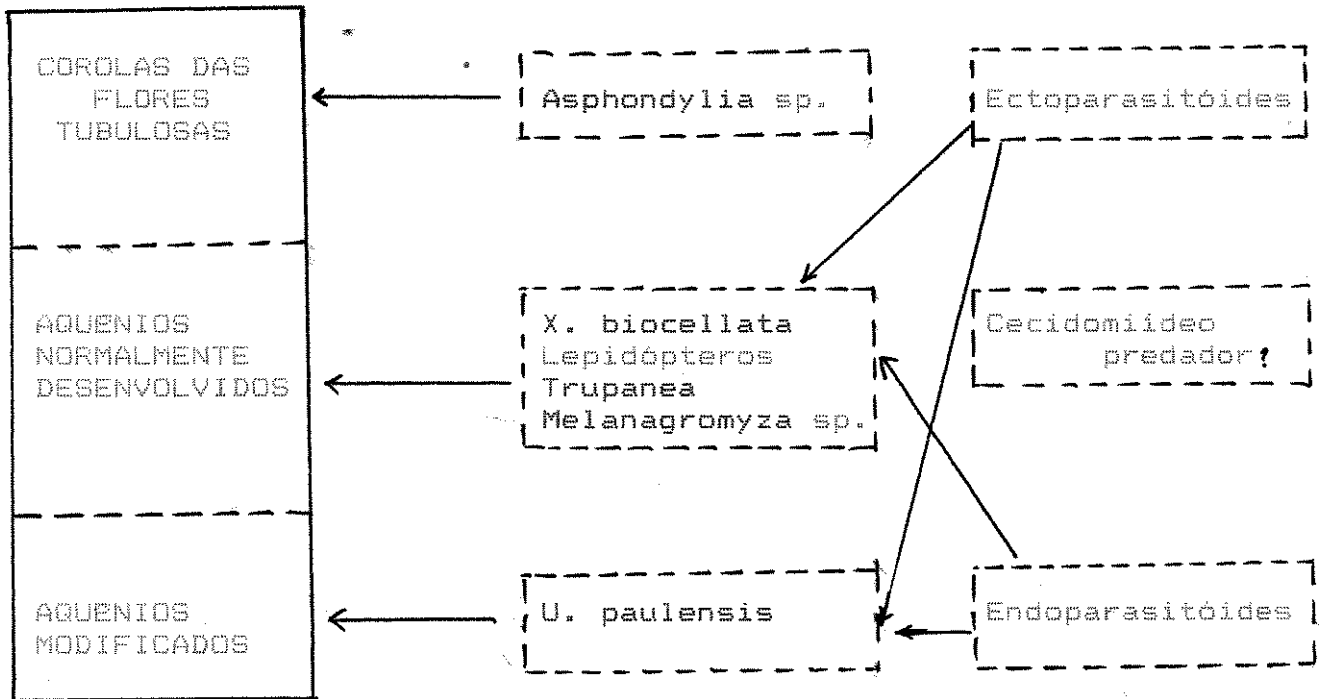 COROLAS DAS
FLORES
TUBULOSAS
Asphondylia sp.
Ectoparasitóides
AQUENIOS
NORMALMENTE
DESENVOLVIDOS
X. biocellata
Lepidópteros
Trupanea
Melanagromyza sp.
Cecidomiídeo
predador?
AQUENIOS
MODIFICADOS
U. paulensis
Endoparasitóides